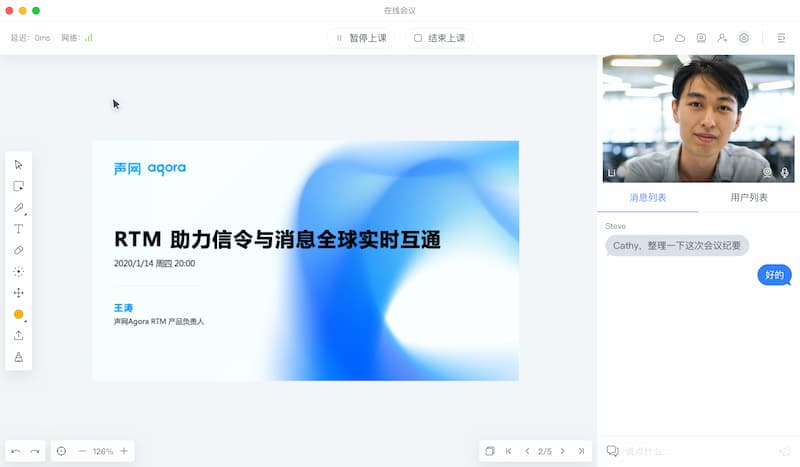 在线会议
延迟：0ms 网络：
暂停上课
结束上课
声网 agora
RTM 助力信令与消息全球实时互通
2020/1/14 周四 20:00
王涛
声网Agora RTM 产品负责人
Li
消息列表
用户列表
Steve
Cathy，整理一下这次会议纪要
好的
126%
2/5
说点什么...